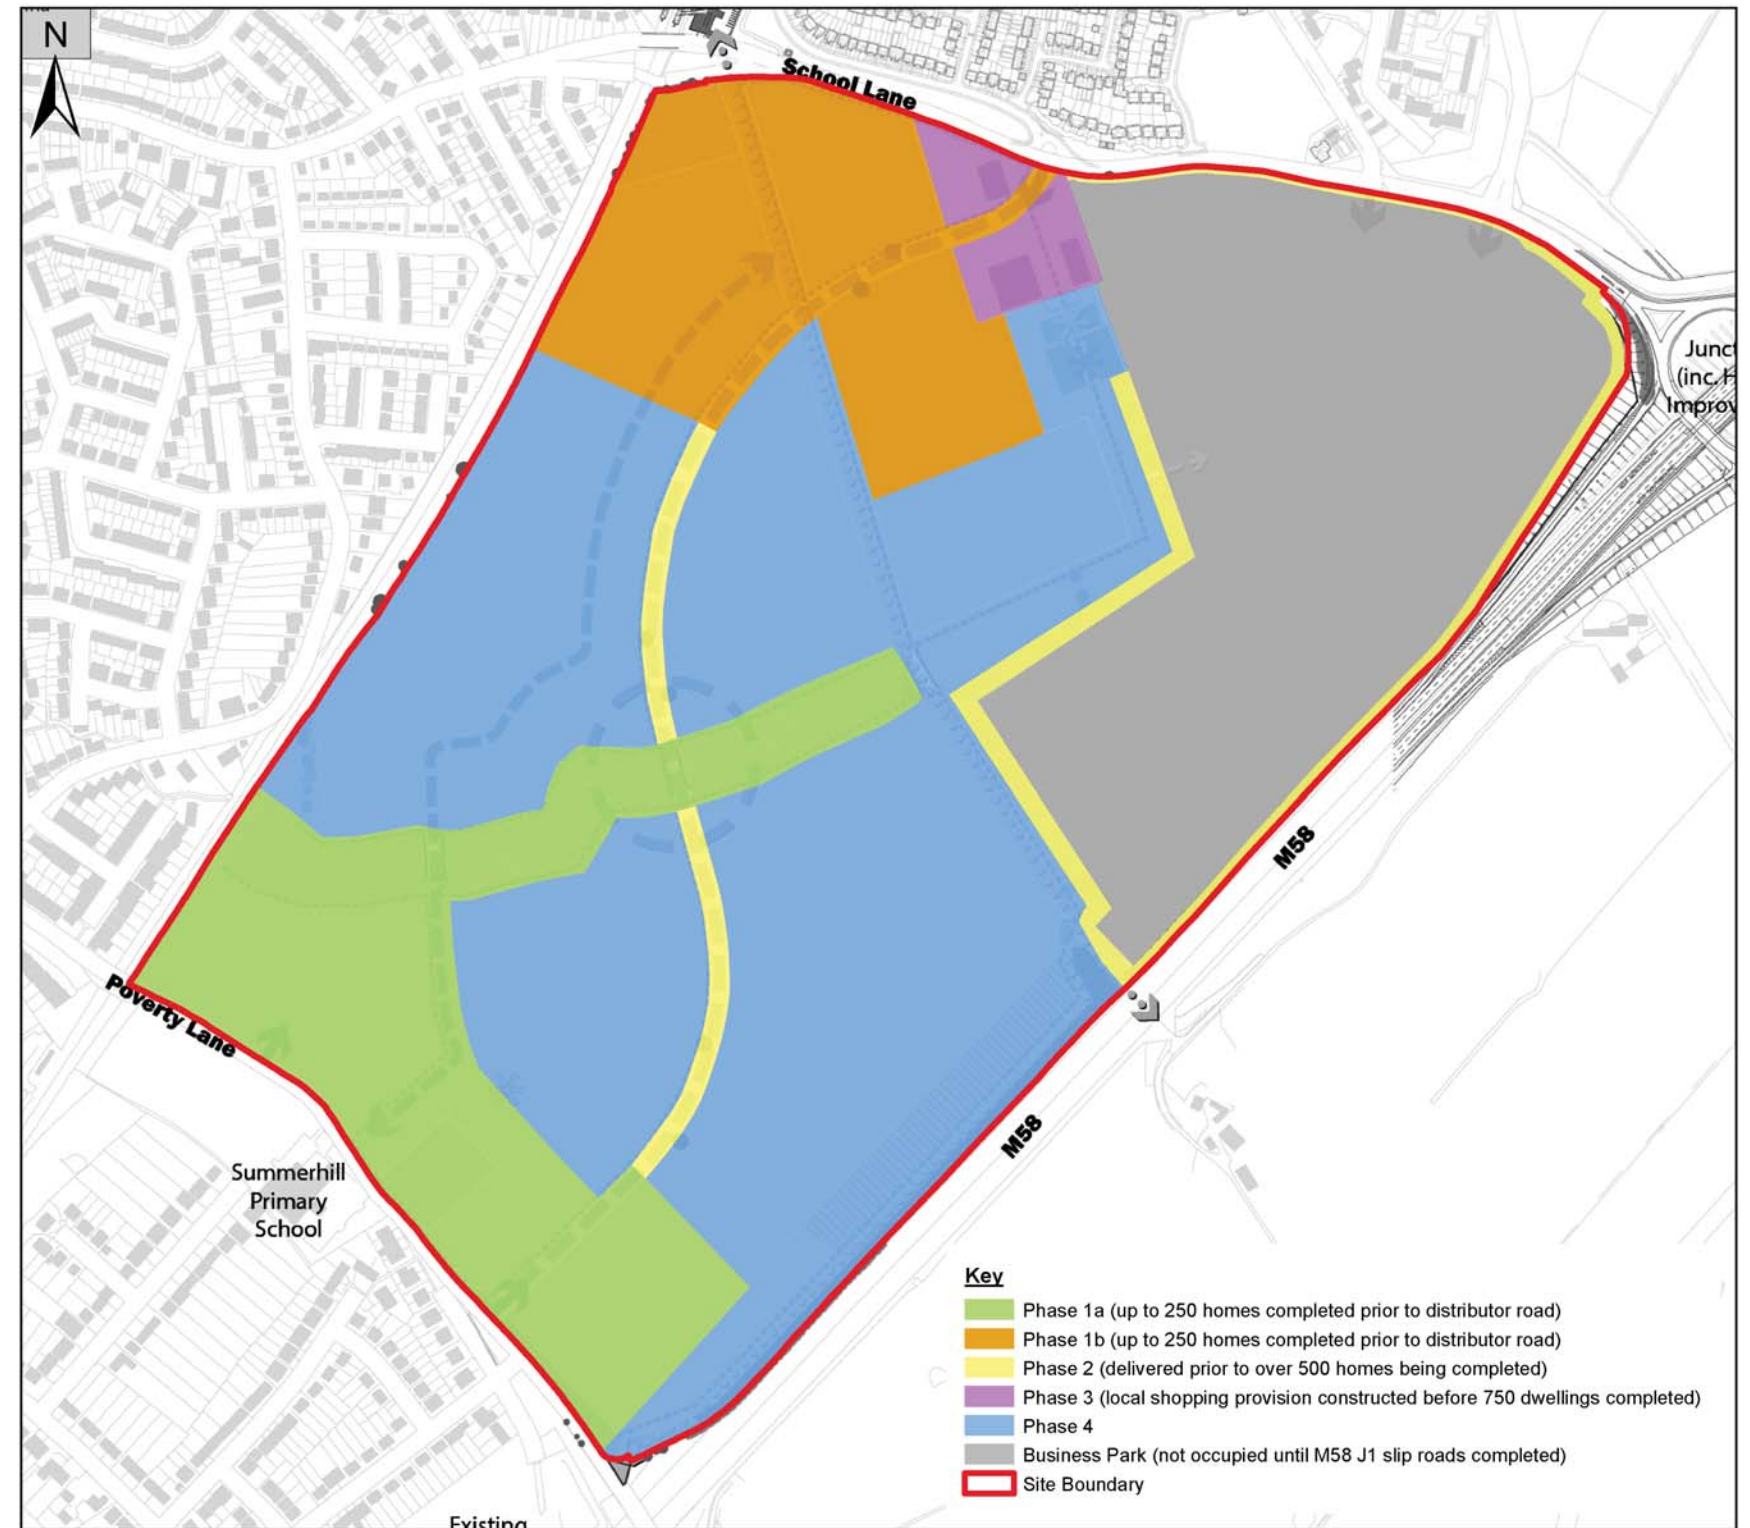 N
School Lane
Junct
(inc. H
Improv
M58
Poverty Lane
M58
Summerhill
Primary
School
Key
Phase 1a (up to 250 homes completed prior to distributor road)
Phase 1b (up to 250 homes completed prior to distributor road)
Phase 2 (delivered prior to over 500 homes being completed)
Phase 3 (local shopping provision constructed before 750 dwellings completed)
Phase 4
Business Park (not occupied until M58 J1 slip roads completed)
Site Boundary
Existing